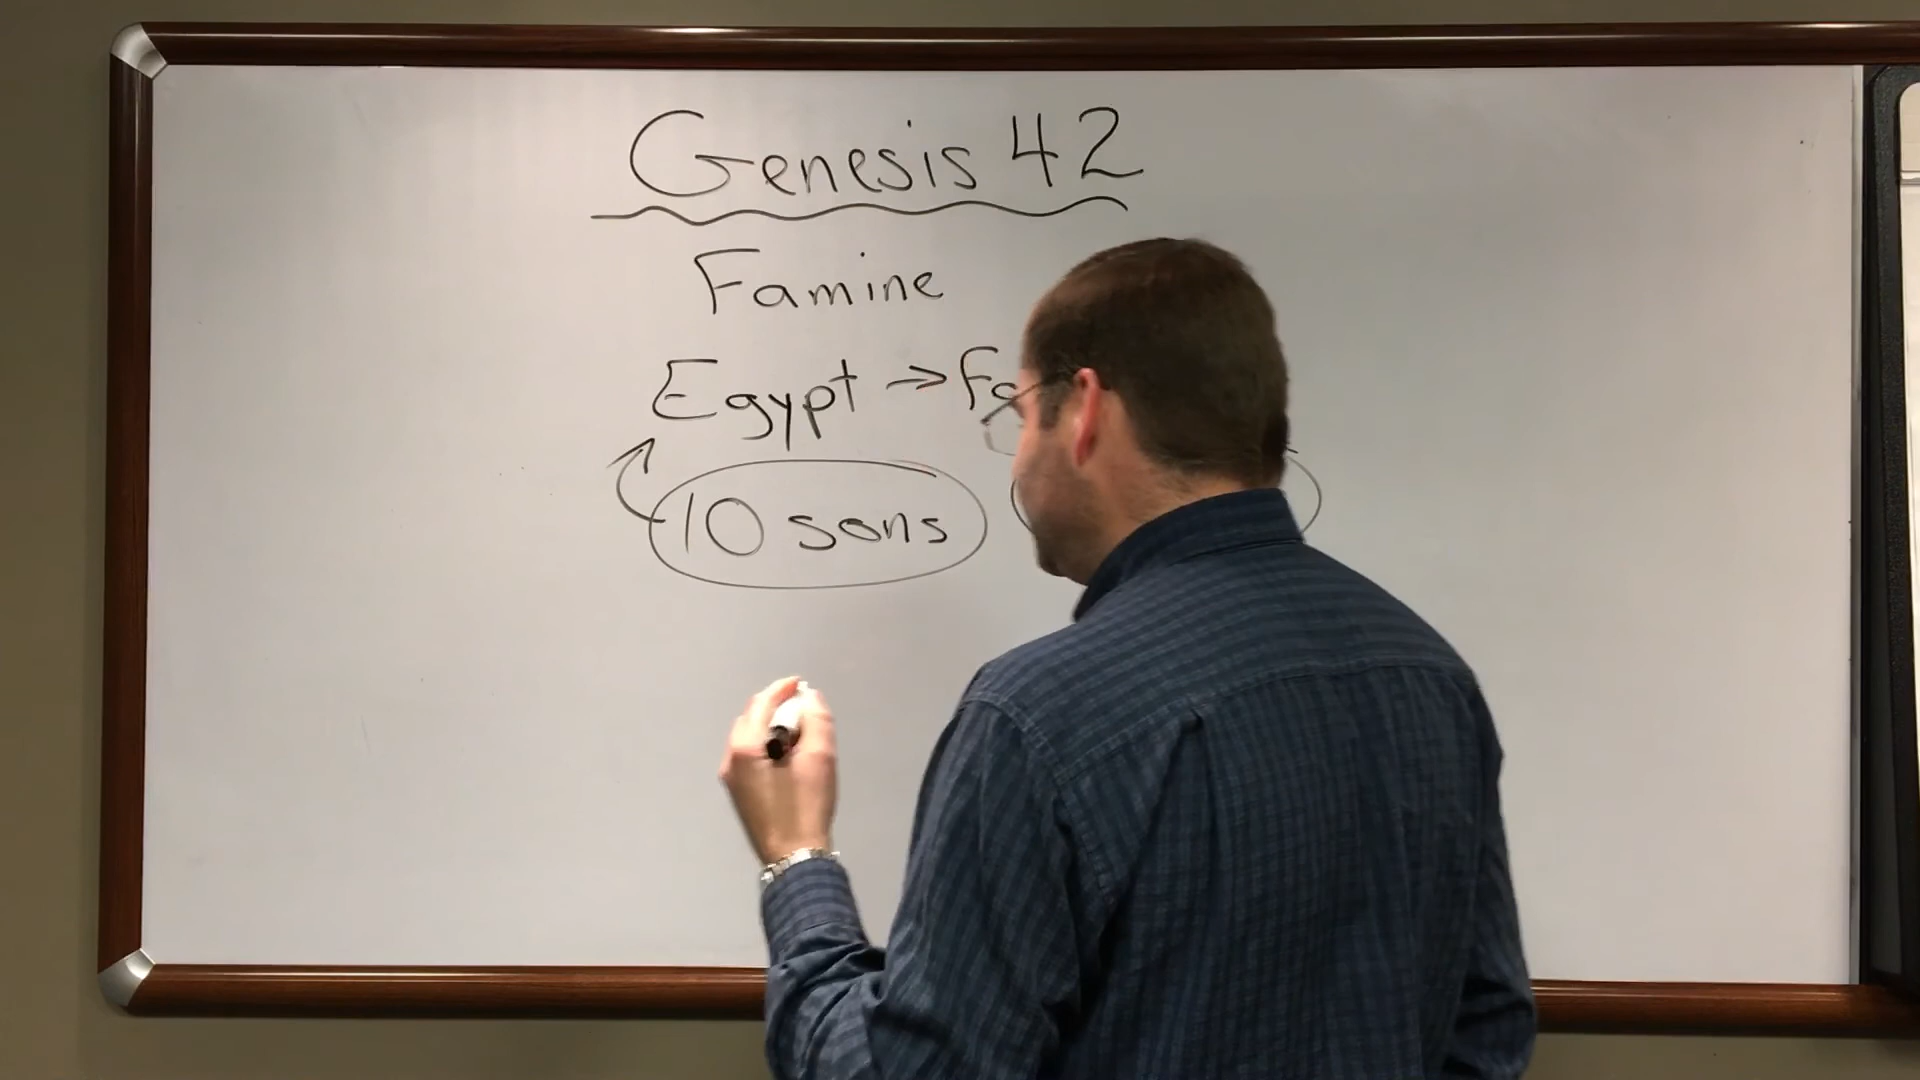 Genesis 42
Famine
Egypt →
10 sons